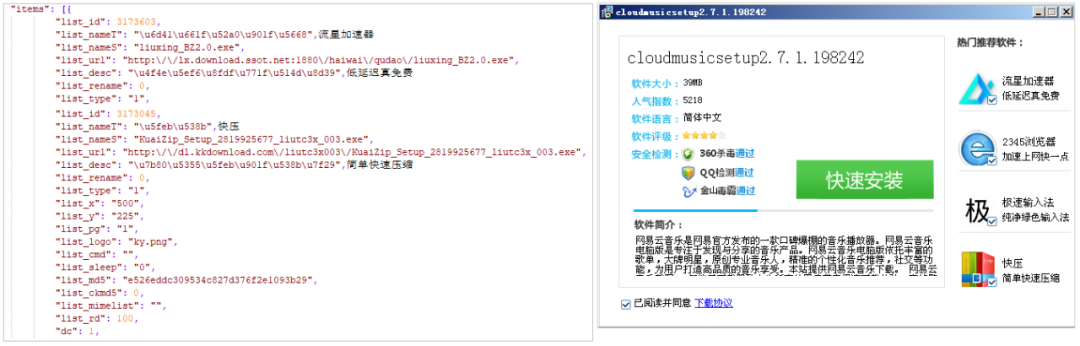 "items": [{
"list_id": 3173603,
"list_nameT": "\u6d41\u661f\u52a0\u901f\u5668",流星加速器
"list_nameS": "liuxing_BZ2.0.exe",
"list_url": "http:\/\/lx.download.ssot.net:1880\/haiwai\/qudao\/liuxing_BZ2.0.exe",
"list_desc": "\u4f4e\u5ef6\u8fdf\u771f\u514d\u8d39",低延迟真免费
"list_rename": 0,
"list_type": "1",
"list_id": 3173045,
"list_nameT": "\u5feb\u538b",快压
"list_nameS": "KuaiZip_Setup_2819925677_liutc3x_003.exe",
"list_url": "http:\/\/dl.kkdownload.com\/liutc3x003\/KuaiZip_Setup_2819925677_liutc3x_003.exe",
"list_desc": "\u7b80\u5355\u5feb\u901f\u538b\u7f29",简单快速压缩
"list_rename": 0,
"list_type": "1",
"list_x": "500",
"list_y": "225",
"list_pg": "1",
"list_logo": "ky.png",
"list_cmd": "",
"list_sleep": "0",
"list_md5": "e526eddc309534c827d376f2e1093b29",
"list_ckmd5": 0,
"list_mimelist": "",
"list_rd": 100,
"dc": 1,
cloudmusicsetup2.7.1.198242
cloudmusicsetup2.7.1.198242
软件大小：39MB
人气指数：5218
软件语言：简体中文
软件评级：
安全检测：360杀毒通过
QQ检测通过
金山毒霸通过
快速安装
软件简介：
网易云音乐是网易官方发布的一款口碑爆棚的音乐播放器。网易云音乐
电脑版是专注于发现与分享的音乐产品。网易云音乐电脑版依托丰富的
歌单，大牌明星，原创专业音乐人，精准的个性化音乐推荐，社交等功
能，为用户打造高品质的音乐享受。本站提供网易云音乐下载。 网易云
已阅读并同意 下载协议
热门推荐软件：
流星加速器
低延迟真免费
2345浏览器
加速上网快一点
极
极速输入法
纯净绿色输入法
快压
简单快速压缩